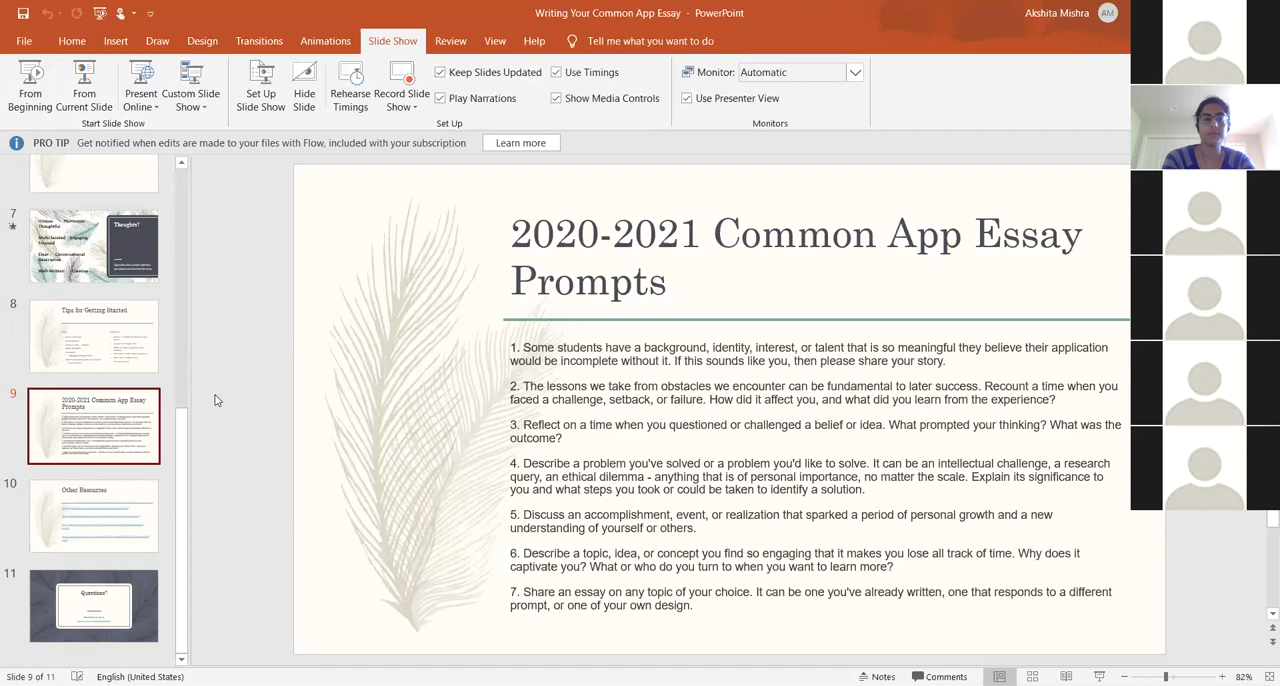 Writing Your Common App Essay - PowerPoint
Akshita Mishra AM
File Home Insert Draw Design Transitions Animations Slide Show Review View Help Tell me what you want to do
From Beginning
From Current Slide
Present Online
Custom Slide Show
Set Up Slide Show
Hide Slide
Rehearse Timings
Record Slide Show
Keep Slides Updated
Play Narrations
Use Timings
Show Media Controls
Monitor: Automatic
Use Presenter View
Start Slide Show
Set Up
Monitors
PRO TIP Get notified when edits are made to your files with Flow, included with your subscription Learn more
7
Thoughts?
8
Tips for Getting Started
9
2020-2021 Common App Essay
Prompts
10
Other Resources
11
Questions?
2020-2021 Common App Essay
Prompts
1. Some students have a background, identity, interest, or talent that is so meaningful they believe their application
would be incomplete without it. If this sounds like you, then please share your story.
2. The lessons we take from obstacles we encounter can be fundamental to later success. Recount a time when you
faced a challenge, setback, or failure. How did it affect you, and what did you learn from the experience?
3. Reflect on a time when you questioned or challenged a belief or idea. What prompted your thinking? What was the
outcome?
4. Describe a problem you've solved or a problem you'd like to solve. It can be an intellectual challenge, a research
query, an ethical dilemma - anything that is of personal importance, no matter the scale. Explain its significance to
you and what steps you took or could be taken to identify a solution.
5. Discuss an accomplishment, event, or realization that sparked a period of personal growth and a new
understanding of yourself or others.
6. Describe a topic, idea, or concept you find so engaging that it makes you lose all track of time. Why does it
captivate you? What or who do you turn to when you want to learn more?
7. Share an essay on any topic of your choice. It can be one you've already written, one that responds to a different
prompt, or one of your own design.
Slide 9 of 11 English (United States) Notes Comments 82%